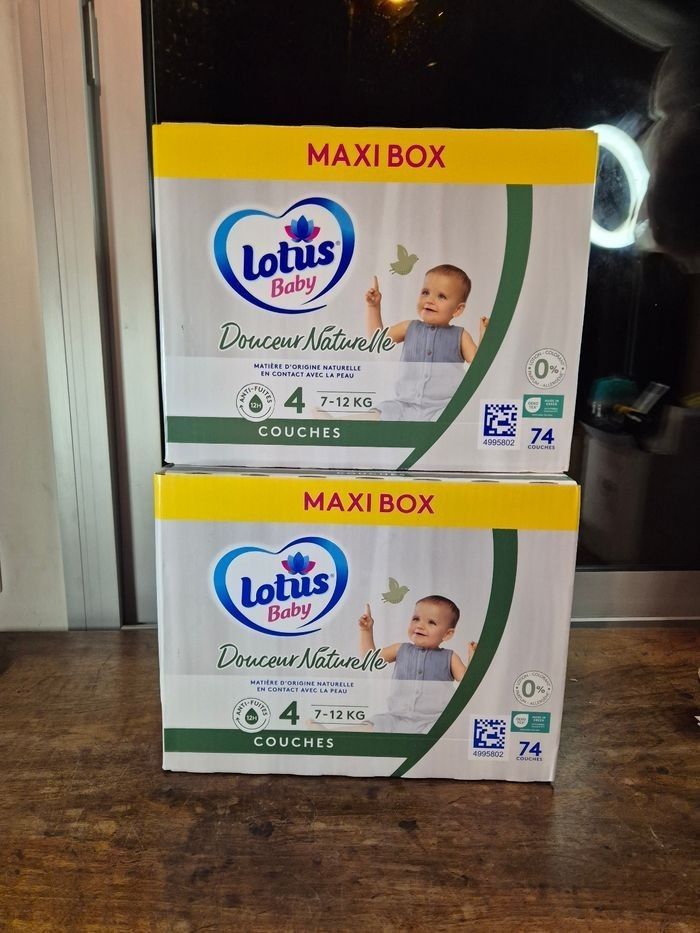 MAXI BOX
Lotus®
Baby
Douceur Naturelle
MATIÈRE D'ORIGINE NATURELLE
EN CONTACT AVEC LA PEAU
ANTI-FUITES
12H
4
7-12 KG
COUCHES
0%
4995802
74
COUCHES
MAXI BOX
Lotus
Baby
Douceur Naturelle
MATIÈRE D'ORIGINE NATURELLE
EN CONTACT AVEC LA PEAU
ANTI-FUITES
12H
4
7-12 KG
COUCHES
0%
4995802
74
COUCHES